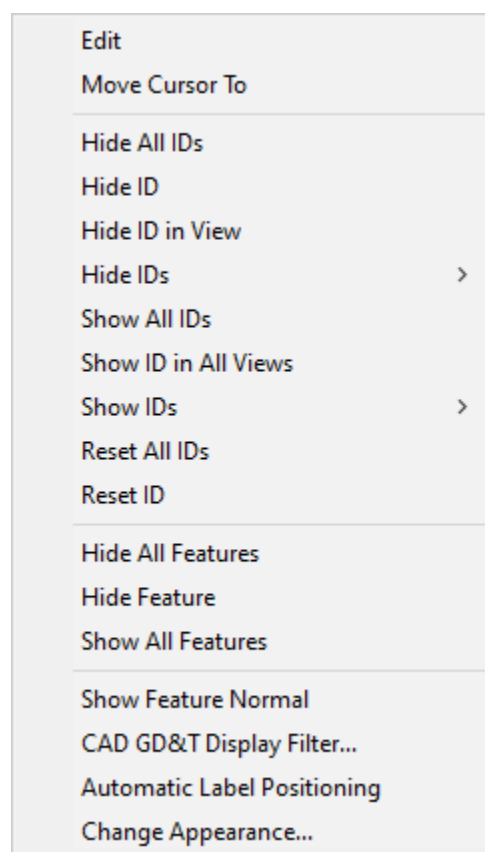 Edit
Move Cursor To
Hide All IDs
Hide ID
Hide ID in View
Hide IDs
Show All IDs
Show ID in All Views
Show IDs
Reset All IDs
Reset ID
Hide All Features
Hide Feature
Show All Features
Show Feature Normal
CAD GD&T Display Filter...
Automatic Label Positioning
Change Appearance...